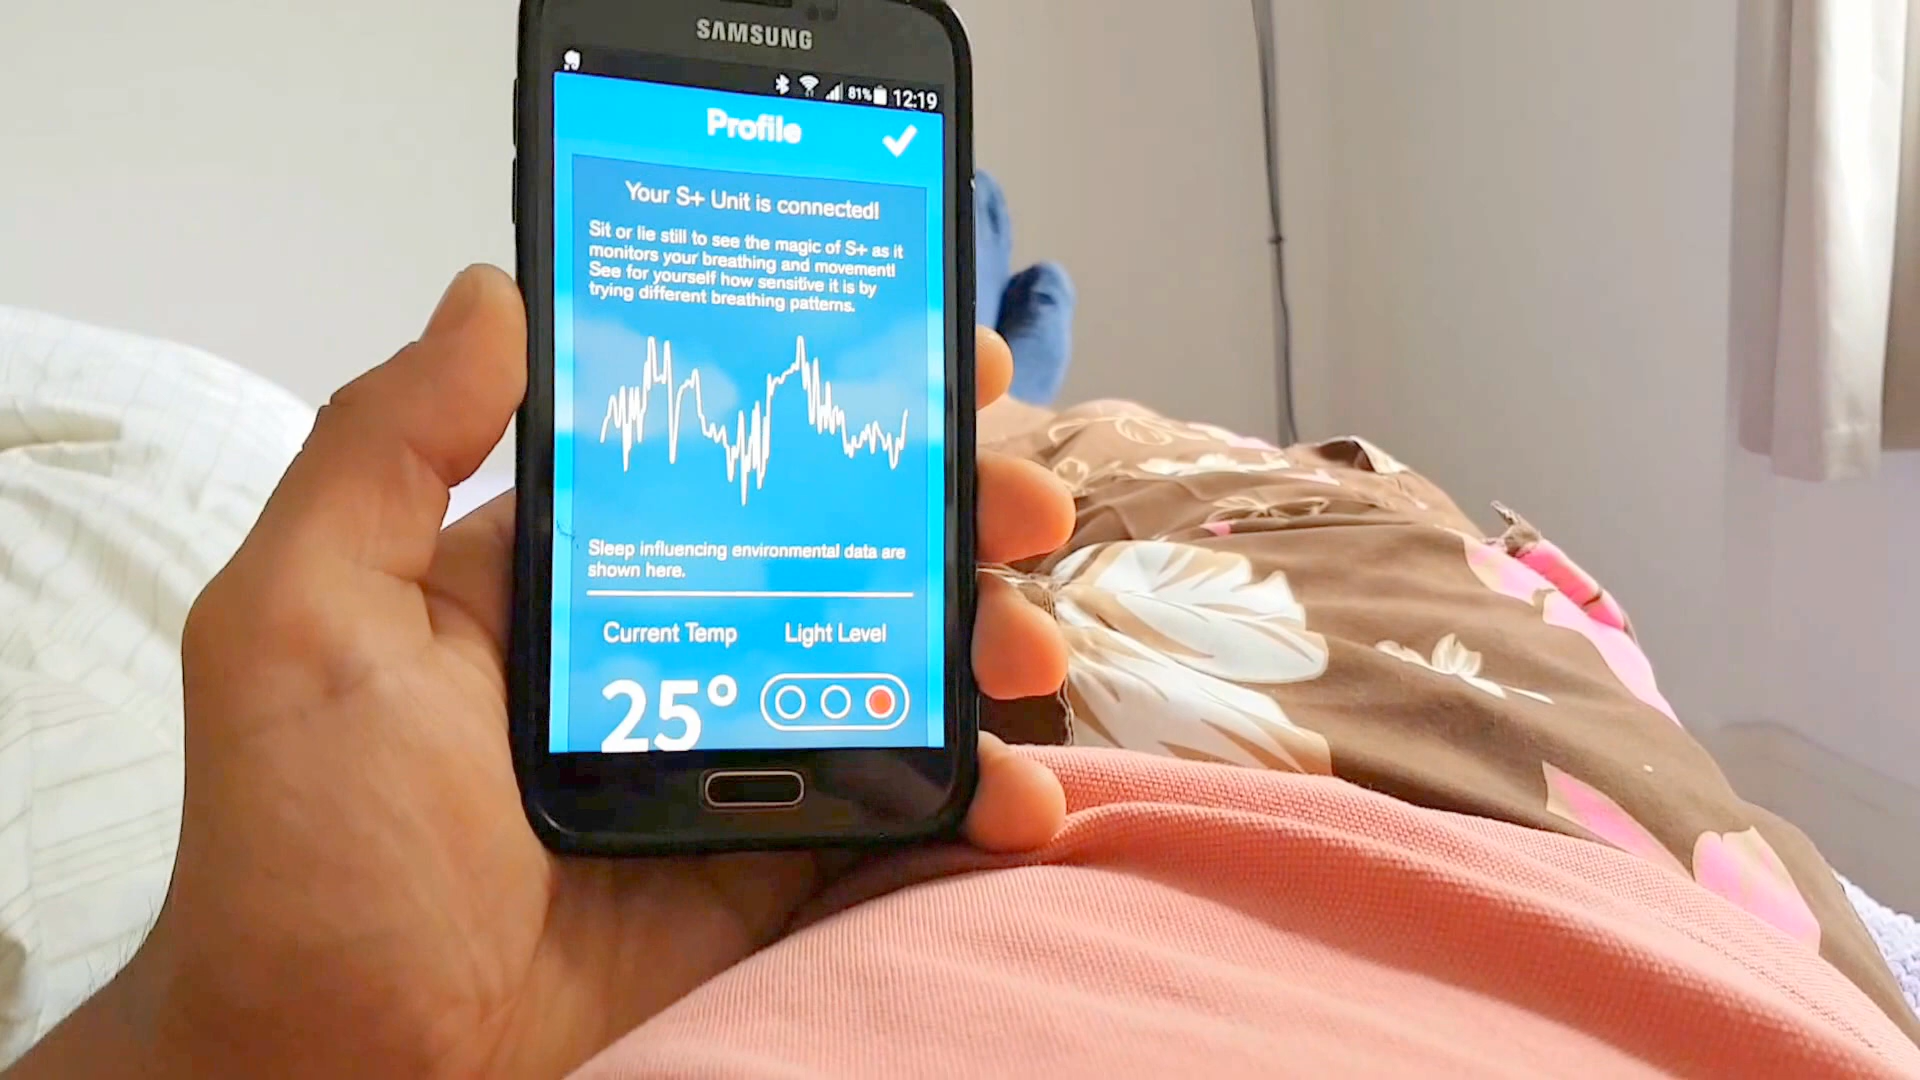 SAMSUNG
81% 12:19
Profile
Your S+ Unit is connected!
Sit or lie still to see the magic of S+ as it
monitors your breathing and movement!
See for yourself how sensitive it is by
trying different breathing patterns.
Sleep influencing environmental data are
shown here.
Current Temp Light Level
25°